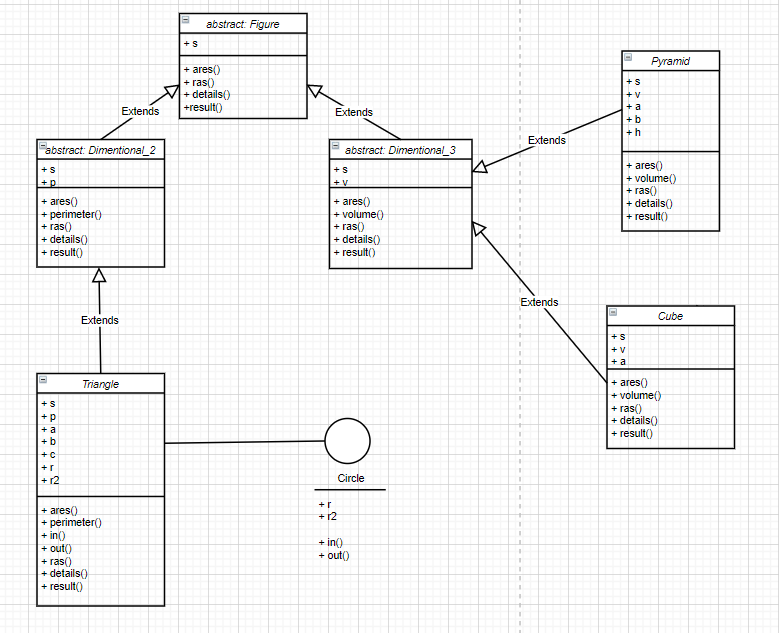 abstract: Figure
+ s
+ ares()
+ ras()
+ details()
+result()
Extends
Extends
abstract: Dimentional_2
+ s
+ p
+ ares()
+ perimeter()
+ ras()
+ details()
+ result()
abstract: Dimentional_3
+ s
+ v
+ ares()
+ volume()
+ ras()
+ details()
+ result()
Extends
Pyramid
+ s
+ v
+ a
+ b
+ h
+ ares()
+ volume()
+ ras()
+ details()
+ result()
Extends
Cube
+ s
+ v
+ a
+ ares()
+ volume()
+ ras()
+ details()
+ result()
Extends
Triangle
+ s
+ p
+ a
+ b
+ c
+ r
+ r2
+ ares()
+ perimeter()
+ in()
+ out()
+ ras()
+ details()
+ result()
Circle
+ r
+ r2
+ in()
+ out()